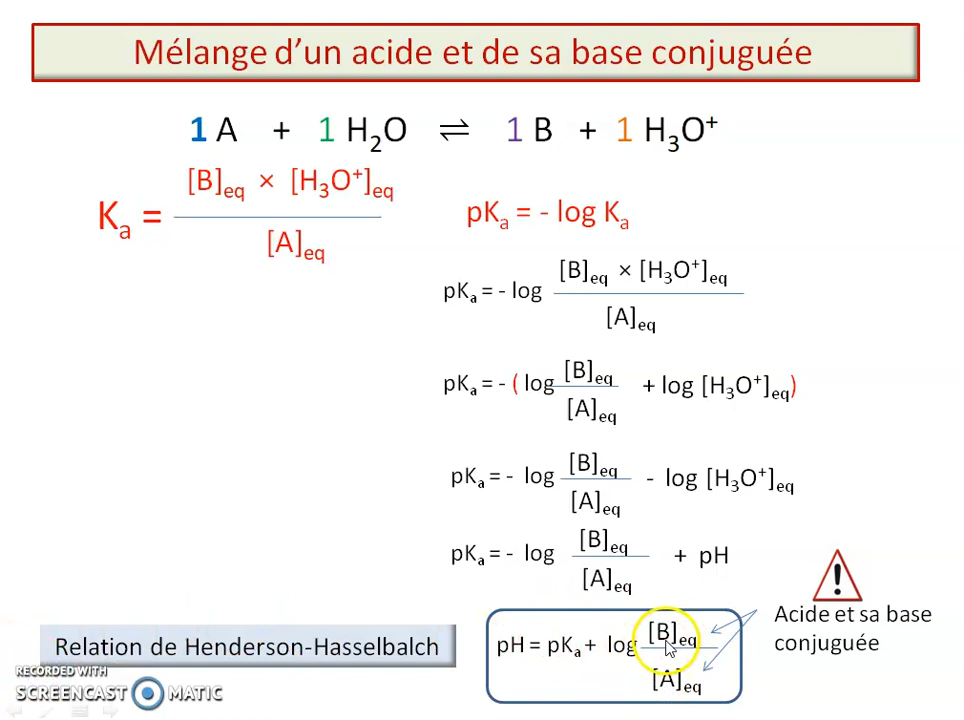 Mélange d'un acide et de sa base conjuguée
1 A + 1 H₂O ⇌ 1 B + 1 H₃O⁺
Kₐ = [B]eq × [H₃O⁺]eq / [A]eq
pKₐ = - log Kₐ
pKₐ = - log [B]eq × [H₃O⁺]eq / [A]eq
pKₐ = - ( log [B]eq / [A]eq + log [H₃O⁺]eq)
pKₐ = - log [B]eq / [A]eq - log [H₃O⁺]eq
pKₐ = - log [B]eq / [A]eq + pH
Relation de Henderson-Hasselbalch
pH = pKₐ + log [B]eq / [A]eq
!
Acide et sa base
conjuguée
RECORDED WITH
SCREENCAST MATIC